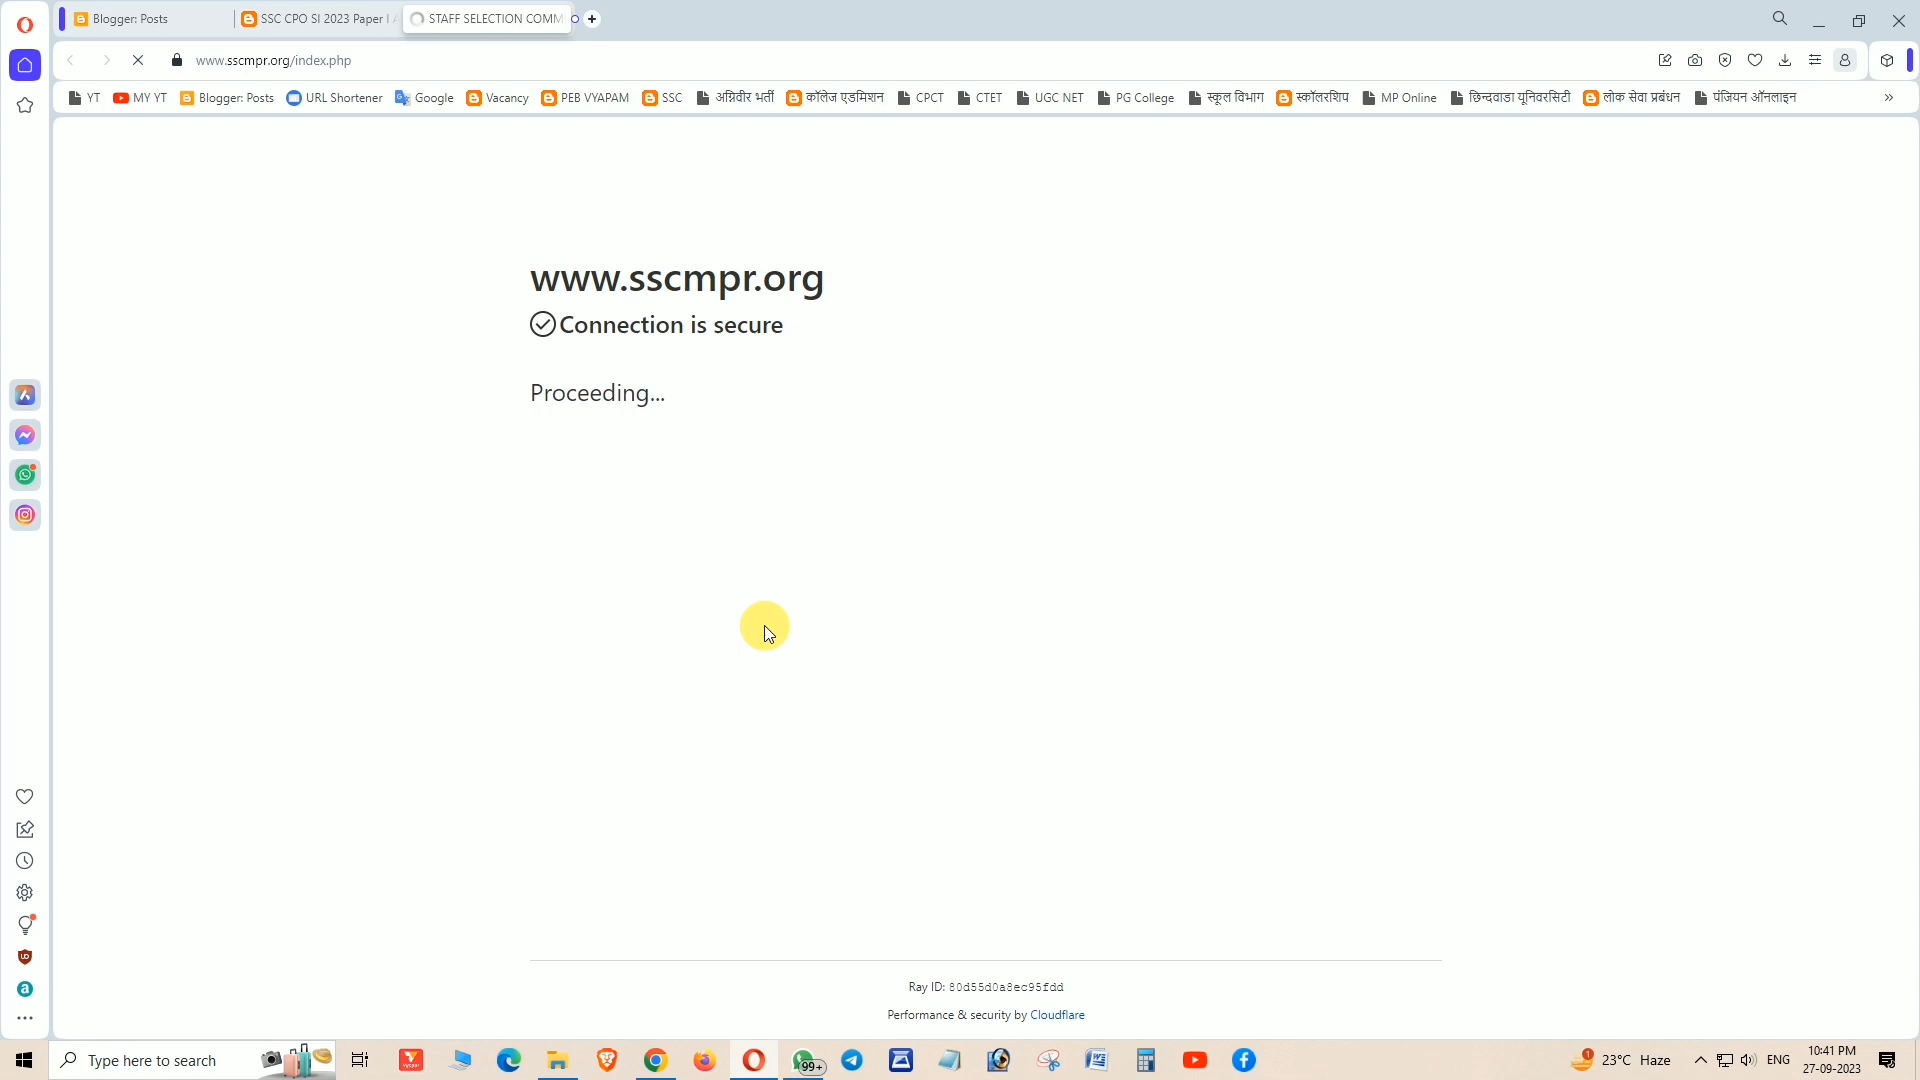 Blogger: Posts
SSC CPO SI 2023 Paper I
STAFF SELECTION COMM
www.sscmpr.org/index.php
YT
MY YT
Blogger: Posts
URL Shortener
Google
Vacancy
PEB VYAPAM
SSC
अग्निवीर भर्ती
कॉलेज एडमिशन
CPCT
CTET
UGC NET
PG College
स्कूल विभाग
स्कॉलरशिप
MP Online
छिन्दवाडा यूनिवरसिटी
लोक सेवा प्रबंधन
पंजियन ऑनलाइन
www.sscmpr.org
Connection is secure
Proceeding...
Ray ID: 80d55d0a8ec95fdd
Performance & security by Cloudflare
Type here to search
99+
23°C Haze
ENG
10:41 PM
27-09-2023